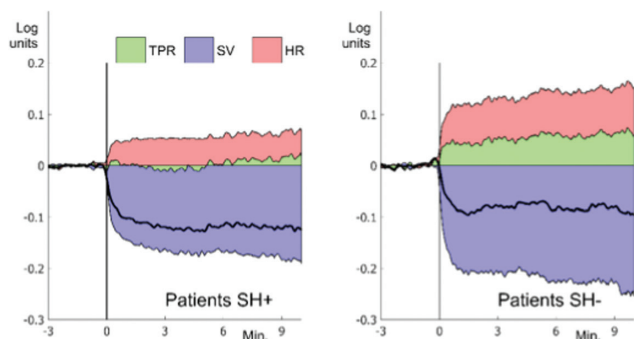 Log
units
TPR SV HR
0.2
0.1
0
-0.1
-0.2
-0.3
Patients SH+
-3 0 3 6 9 Min.
Log
units
0.2
0.1
0
-0.1
-0.2
-0.3
Patients SH-
-3 0 3 6 9 Min.